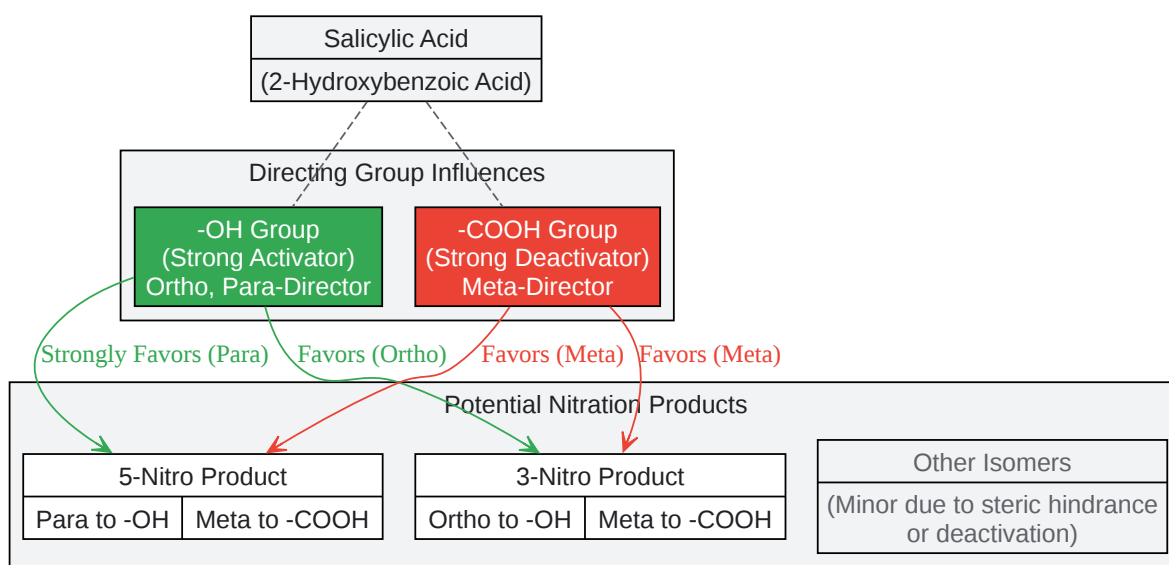 Salicylic Acid
(2-Hydroxybenzoic Acid)
Directing Group Influences
-OH Group
(Strong Activator)
Ortho, Para-Director
-COOH Group
(Strong Deactivator)
Meta-Director
Strongly Favors (Para)
Favors (Ortho)
Favors (Meta)
Favors (Meta)
Potential Nitration Products
5-Nitro Product
Para to -OH
Meta to -COOH
3-Nitro Product
Ortho to -OH
Meta to -COOH
Other Isomers
(Minor due to steric hindrance
or deactivation)